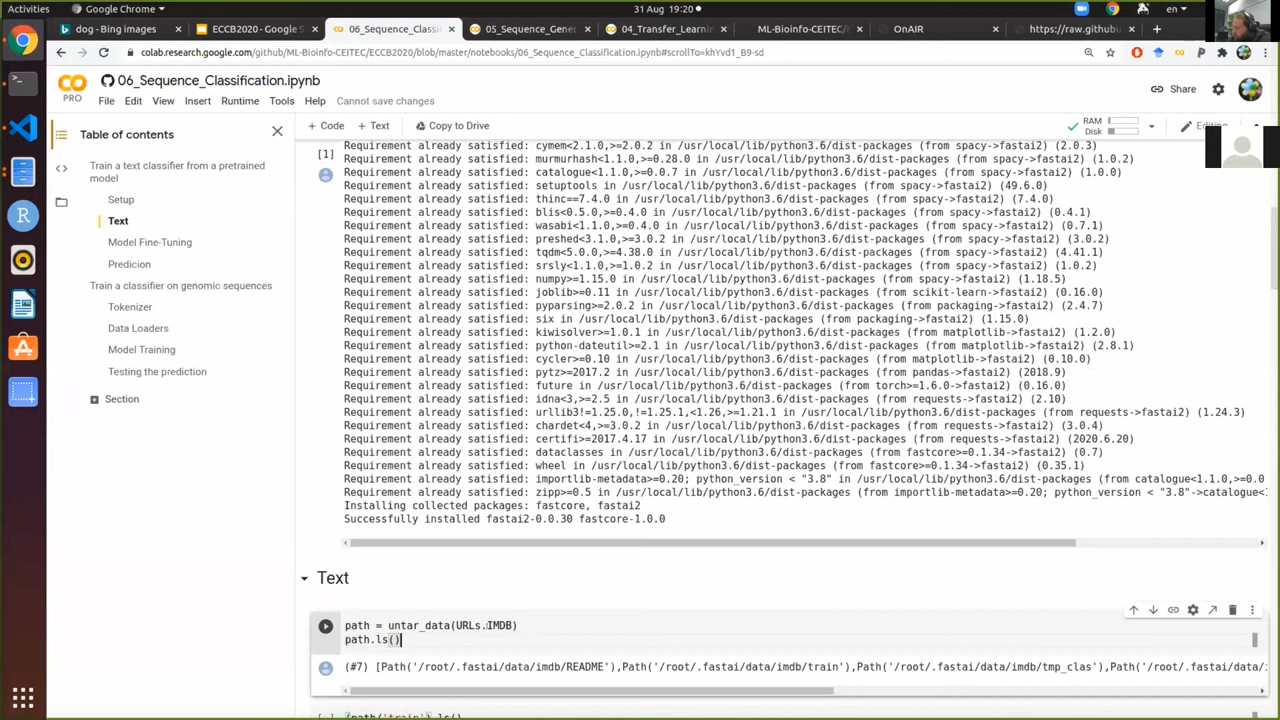 Activities
Google Chrome
31 Aug 19:20
en
dog - Bing images
ECCB2020 - Google S
06_Sequence_Classifi
05_Sequence_Gene
04_Transfer_Learnin
ML-Bioinfo-CEITEC/E
OnAIR
https://raw.githubu
colab.research.google.com/github/ML-Bioinfo-CEITEC/ECCB2020/blob/master/notebooks/06_Sequence_Classification.ipynb#scrollTo=khYvd1_B9-sd
06_Sequence_Classification.ipynb
PRO
File Edit View Insert Runtime Tools Help Cannot save changes
Share
+ Code + Text Copy to Drive
RAM
Disk
Editing
Table of contents
Train a text classifier from a pretrained
model
Setup
Text
Model Fine-Tuning
Predicion
Train a classifier on genomic sequences
Tokenizer
Data Loaders
Model Training
Testing the prediction
Section
[1]
Requirement already satisfied: cymem<2.1.0,>=2.0.2 in /usr/local/lib/python3.6/dist-packages (from spacy->fastai2) (2.0.3)
Requirement already satisfied: murmurhash<1.1.0,>=0.28.0 in /usr/local/lib/python3.6/dist-packages (from spacy->fastai2) (1.0.2)
Requirement already satisfied: catalogue<1.1.0,>=0.0.7 in /usr/local/lib/python3.6/dist-packages (from spacy->fastai2) (1.0.0)
Requirement already satisfied: setuptools in /usr/local/lib/python3.6/dist-packages (from spacy->fastai2) (49.6.0)
Requirement already satisfied: thinc==7.4.0 in /usr/local/lib/python3.6/dist-packages (from spacy->fastai2) (7.4.0)
Requirement already satisfied: blis<0.5.0,>=0.4.0 in /usr/local/lib/python3.6/dist-packages (from spacy->fastai2) (0.4.1)
Requirement already satisfied: wasabi<1.1.0,>=0.4.0 in /usr/local/lib/python3.6/dist-packages (from spacy->fastai2) (0.7.1)
Requirement already satisfied: preshed<3.1.0,>=3.0.2 in /usr/local/lib/python3.6/dist-packages (from spacy->fastai2) (3.0.2)
Requirement already satisfied: tqdm<5.0.0,>=4.38.0 in /usr/local/lib/python3.6/dist-packages (from spacy->fastai2) (4.41.1)
Requirement already satisfied: srsly<1.1.0,>=1.0.2 in /usr/local/lib/python3.6/dist-packages (from spacy->fastai2) (1.0.2)
Requirement already satisfied: numpy>=1.15.0 in /usr/local/lib/python3.6/dist-packages (from spacy->fastai2) (1.18.5)
Requirement already satisfied: joblib>=0.11 in /usr/local/lib/python3.6/dist-packages (from scikit-learn->fastai2) (0.16.0)
Requirement already satisfied: pyparsing>=2.0.2 in /usr/local/lib/python3.6/dist-packages (from packaging->fastai2) (2.4.7)
Requirement already satisfied: six in /usr/local/lib/python3.6/dist-packages (from packaging->fastai2) (1.15.0)
Requirement already satisfied: kiwisolver>=1.0.1 in /usr/local/lib/python3.6/dist-packages (from matplotlib->fastai2) (1.2.0)
Requirement already satisfied: python-dateutil>=2.1 in /usr/local/lib/python3.6/dist-packages (from matplotlib->fastai2) (2.8.1)
Requirement already satisfied: cycler>=0.10 in /usr/local/lib/python3.6/dist-packages (from matplotlib->fastai2) (0.10.0)
Requirement already satisfied: pytz>=2017.2 in /usr/local/lib/python3.6/dist-packages (from pandas->fastai2) (2018.9)
Requirement already satisfied: future in /usr/local/lib/python3.6/dist-packages (from torch>=1.6.0->fastai2) (0.16.0)
Requirement already satisfied: idna<3,>=2.5 in /usr/local/lib/python3.6/dist-packages (from requests->fastai2) (2.10)
Requirement already satisfied: urllib3!=1.25.0,!=1.25.1,<1.26,>=1.21.1 in /usr/local/lib/python3.6/dist-packages (from requests->fastai2) (1.24.3)
Requirement already satisfied: chardet<4,>=3.0.2 in /usr/local/lib/python3.6/dist-packages (from requests->fastai2) (3.0.4)
Requirement already satisfied: certifi>=2017.4.17 in /usr/local/lib/python3.6/dist-packages (from requests->fastai2) (2020.6.20)
Requirement already satisfied: dataclasses in /usr/local/lib/python3.6/dist-packages (from fastcore>=0.1.34->fastai2) (0.7)
Requirement already satisfied: wheel in /usr/local/lib/python3.6/dist-packages (from fastcore>=0.1.34->fastai2) (0.35.1)
Requirement already satisfied: importlib-metadata>=0.20; python_version < "3.8" in /usr/local/lib/python3.6/dist-packages (from catalogue<1.1.0,>=0.0
Requirement already satisfied: zipp>=0.5 in /usr/local/lib/python3.6/dist-packages (from importlib-metadata>=0.20; python_version < "3.8"->catalogue<1
Installing collected packages: fastcore, fastai2
Successfully installed fastai2-0.0.30 fastcore-1.0.0
Text
path = untar_data(URLs.IMDB)
path.ls()
(#7) [Path('/root/.fastai/data/imdb/README'),Path('/root/.fastai/data/imdb/train'),Path('/root/.fastai/data/imdb/tmp_clas'),Path('/root/.fastai/data/i
[ ] (path/'train').ls()